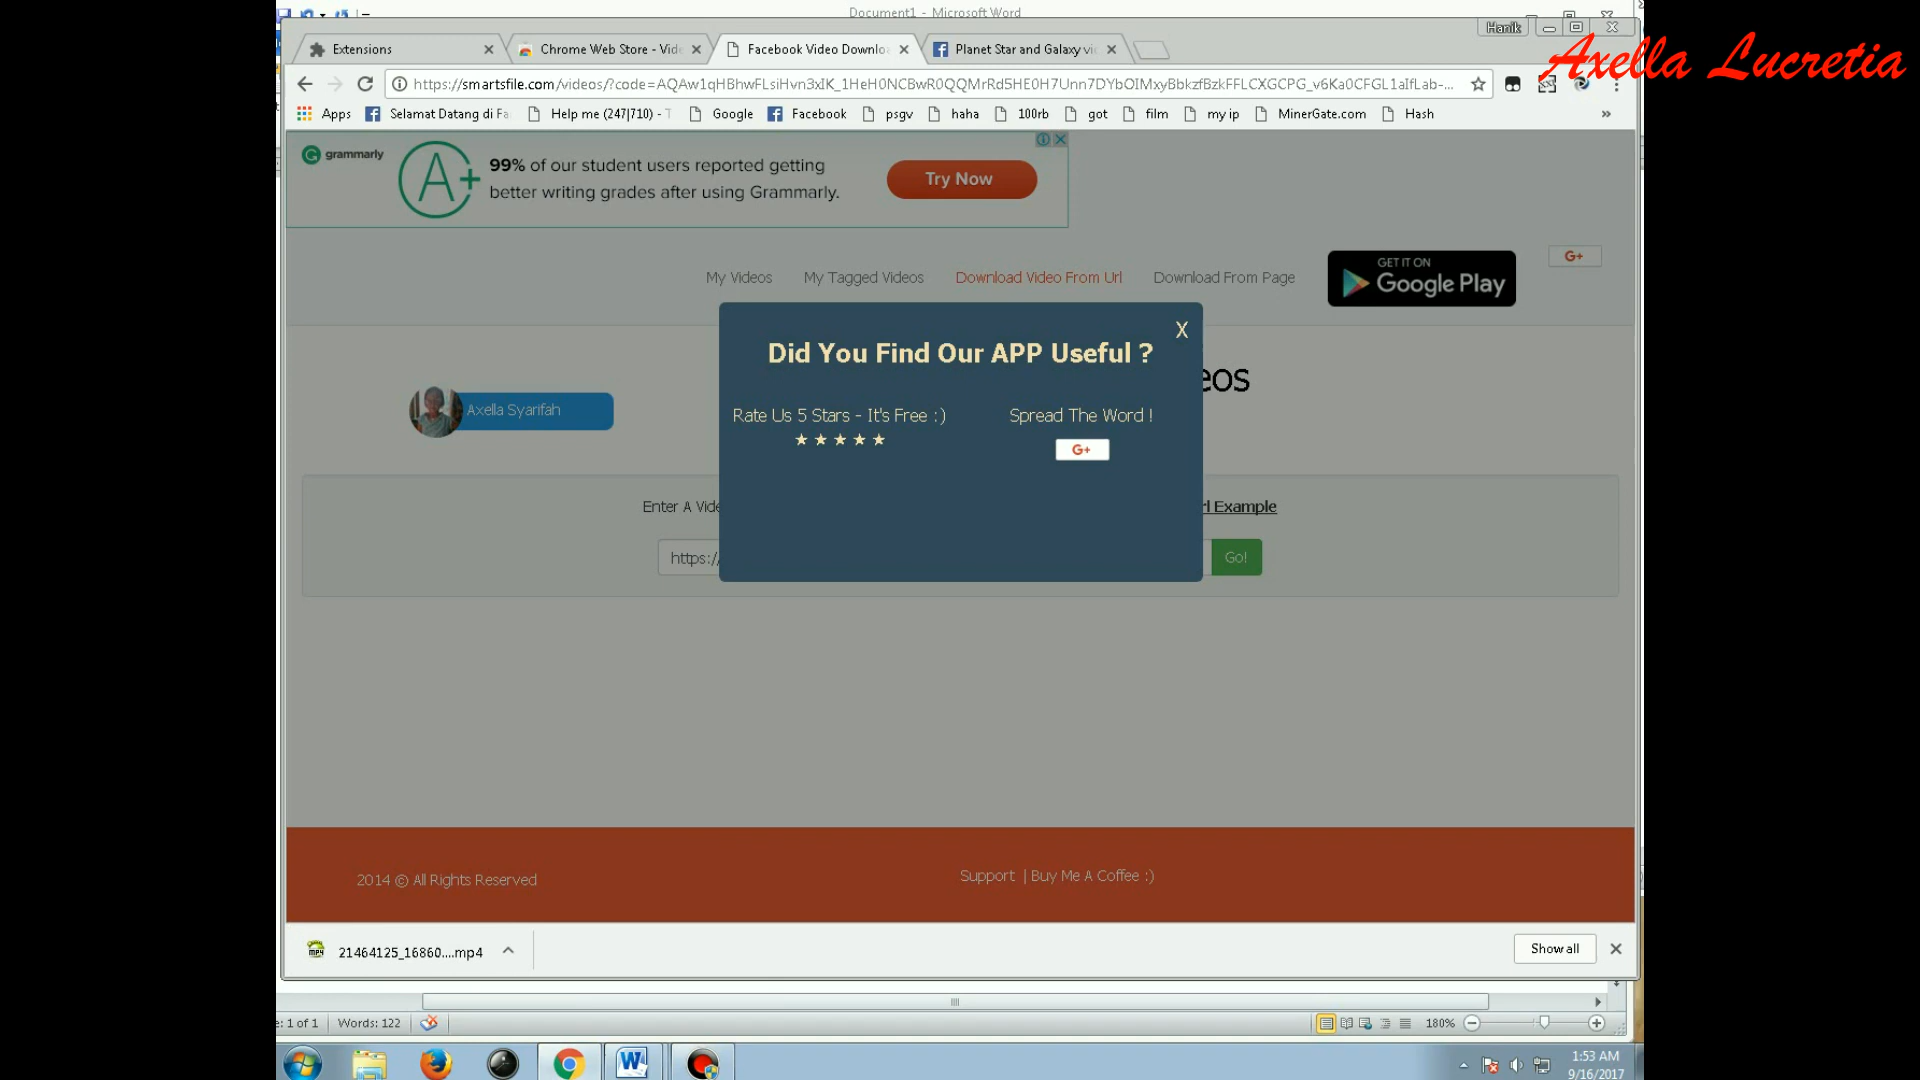 Document1 - Microsoft Word
Hanik
Axella Lucretia
Extensions
Chrome Web Store - Vide
Facebook Video Downlo
Planet Star and Galaxy vi
https://smartsfile.com/videos/?code=AQAw1qHBhwFLsiHvn3xIK_1HeH0NCBwR0QQMrRd5HE0H7Unn7DYbOIMxyBbkzfBzkFFLCXGCPG_v6Ka0CFGL1aIfLab-...
Apps
Selamat Datang di Fa
Help me (247|710) - T
Google
Facebook
psgv
haha
100rb
got
film
my ip
MinerGate.com
Hash
grammarly
99% of our student users reported getting
better writing grades after using Grammarly.
A+
Try Now
My Videos
My Tagged Videos
Download Video From Url
Download From Page
GET IT ON
Google Play
G+
X
Did You Find Our APP Useful ?
eos
Axella Syarifah
Rate Us 5 Stars - It's Free :)
★ ★ ★ ★ ★
Spread The Word !
G+
Enter A Vide
rl Example
https:/
Go!
2014 © All Rights Reserved
Support | Buy Me A Coffee :)
21464125_16860....mp4
Show all
e: 1 of 1
Words: 122
180%
1:53 AM
9/16/2017